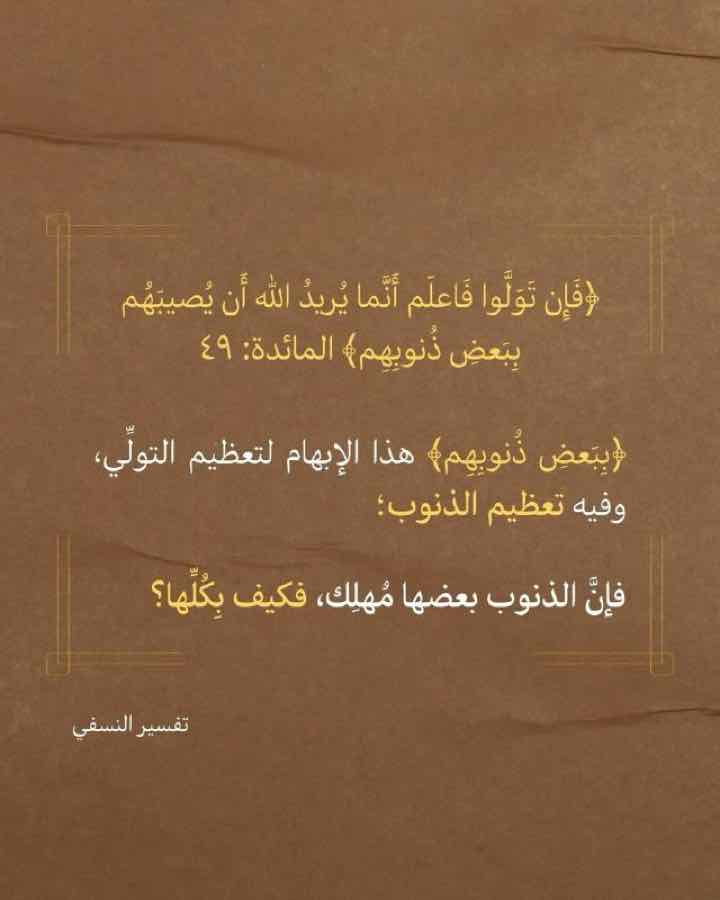 ﴿فَإِن تَوَلَّوا فَاعلَم أَنَّما يُريدُ الله أَن يُصيبَهُم
بِبَعضِ ذُنوبِهِم﴾ المائدة: ٤٩
﴿بِبَعضِ ذُنوبِهِم﴾ هذا الإبهام لتعظيم التولِّي،
وفيه تعظيم الذنوب؛
فإنَّ الذنوب بعضها مُهلِك، فكيف بِكُلِّها؟
تفسير النسفي